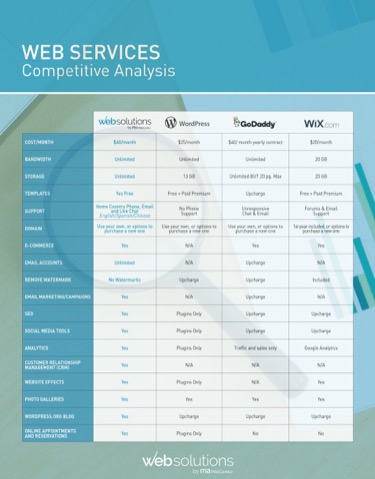 WEB SERVICES
Competitive Analysis
websolutions WordPress GoDaddy WiX.com
COST/MONTH $60/month $25/month $40/ month yearly contract $20/month
BANDWIDTH Unlimited Unlimited Unlimited 20 GB
STORAGE Unlimited 13 GB Unlimited BUT 20 pg. Max 20 GB
TEMPLATES Yes Free Free + Paid Premium Upcharge Free + Paid Premium
SUPPORT Home Country Phone, Email and Live Chat English/Spanish/Chinese No Phone Support Unresponsive Chat & Email Forums & Email Support
DOMAIN Use your own, or options to purchase a new one Use your own, or options to purchase a new one Use your own, or options to purchase a new one 1st year included, or options to purchase a new one
E-COMMERCE Yes N/A Yes Yes
EMAIL ACCOUNTS Unlimited N/A Upcharge N/A
REMOVE WATERMARK No Watermarks Upcharge Upcharge Included
EMAIL MARKETING/CAMPAIGNS Yes N/A Upcharge N/A
SEO Yes Plugins Only Upcharge Upcharge
SOCIAL MEDIA TOOLS Yes Plugins Only Upcharge Upcharge
ANALYTICS Yes Plugins Only Traffic and sales only Google Analytics
CUSTOMER RELATIONSHIP MANAGEMENT (CRM) Yes N/A N/A N/A
WEBSITE EFFECTS Yes Plugins Only N/A Yes
PHOTO GALLERIES Yes Yes Yes Yes
WORDPRESS.ORG BLOG Yes Upcharge Upcharge Upcharge
ONLINE APPOINTMENTS AND RESERVATIONS Yes Plugins Only No No
websolutions
by ma WebCenters